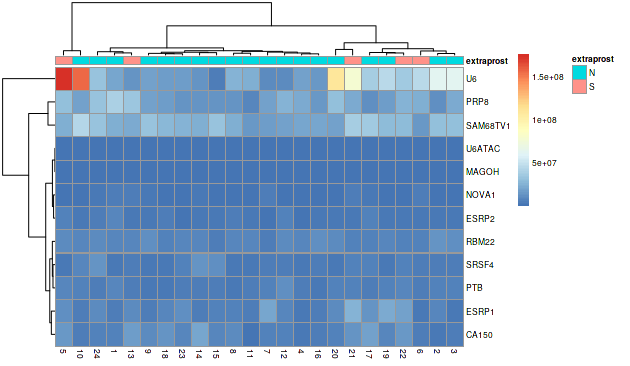 extraprost
extraprost
N
S
U6
PRP8
SAM68TV1
U6ATAC
MAGOH
NOVA1
ESRP2
RBM22
SRSF4
PTB
ESRP1
CA150
1.5e+08
1e+08
5e+07
5 10 24 1 13 9 18 23 14 15 8 11 7 12 4 16 20 21 17 19 22 6 2 3